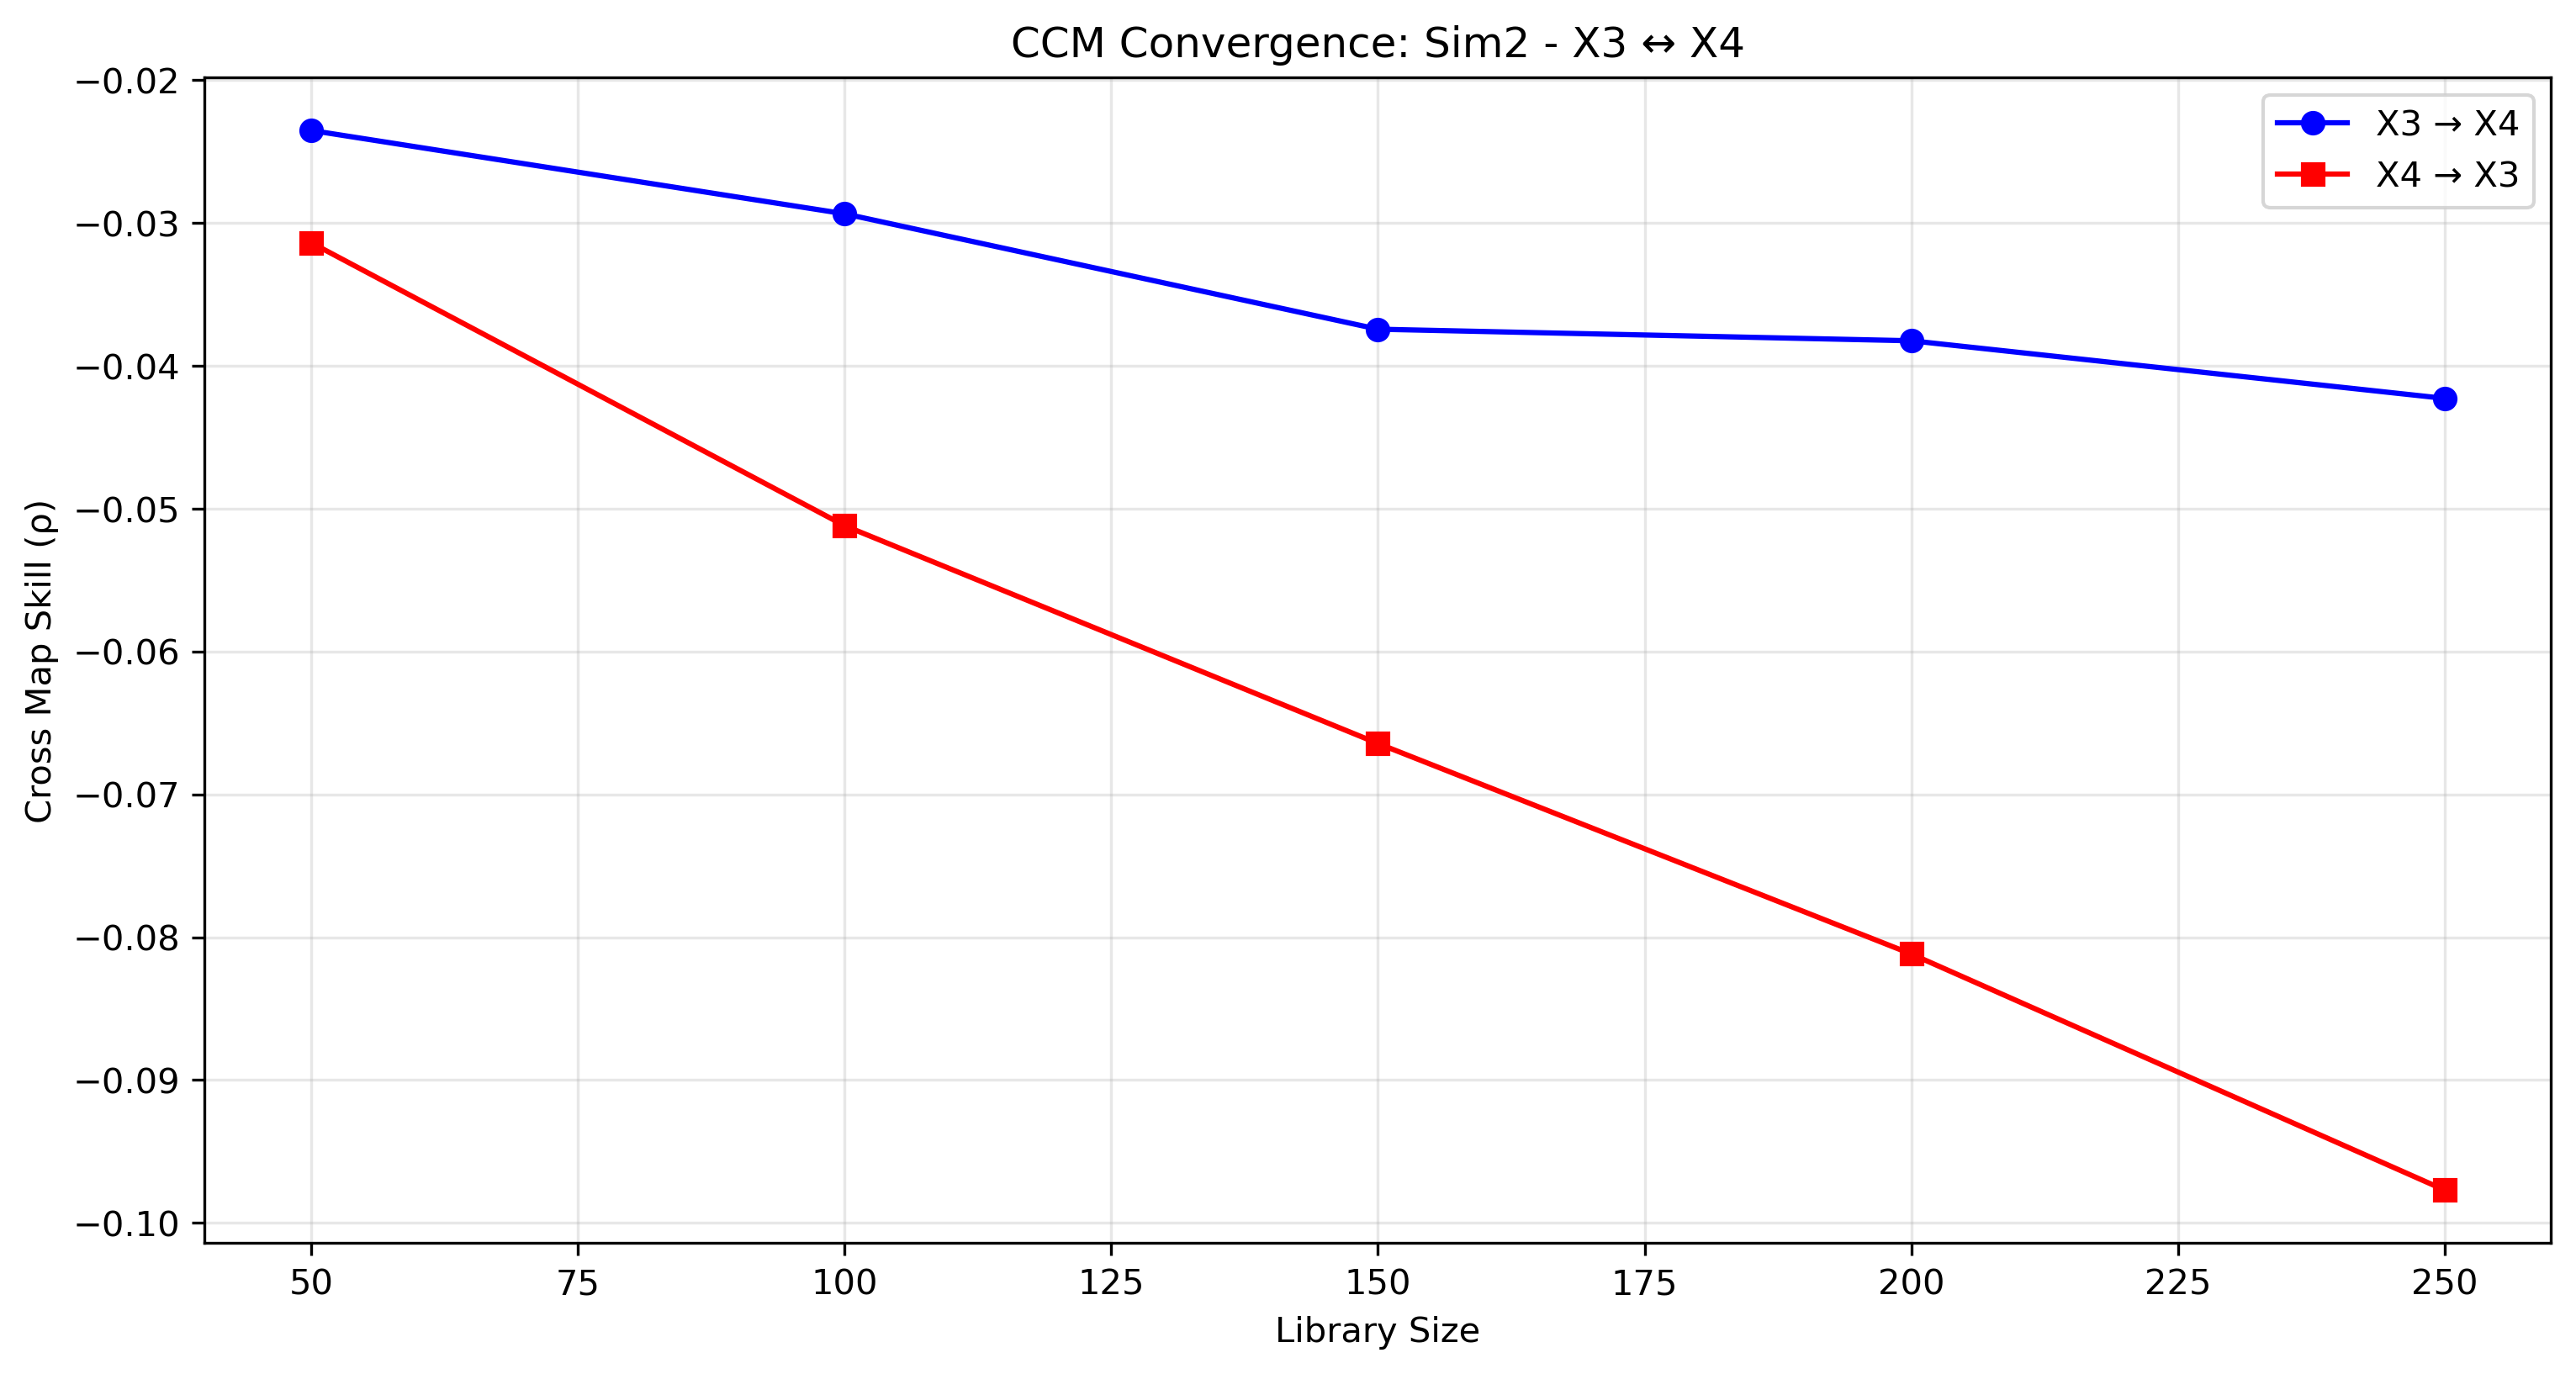 CCM Convergence: Sim2 - X3 ↔ X4
X3 → X4
X4 → X3
Cross Map Skill (ρ)
−0.02
−0.03
−0.04
−0.05
−0.06
−0.07
−0.08
−0.09
−0.10
50 75 100 125 150 175 200 225 250
Library Size